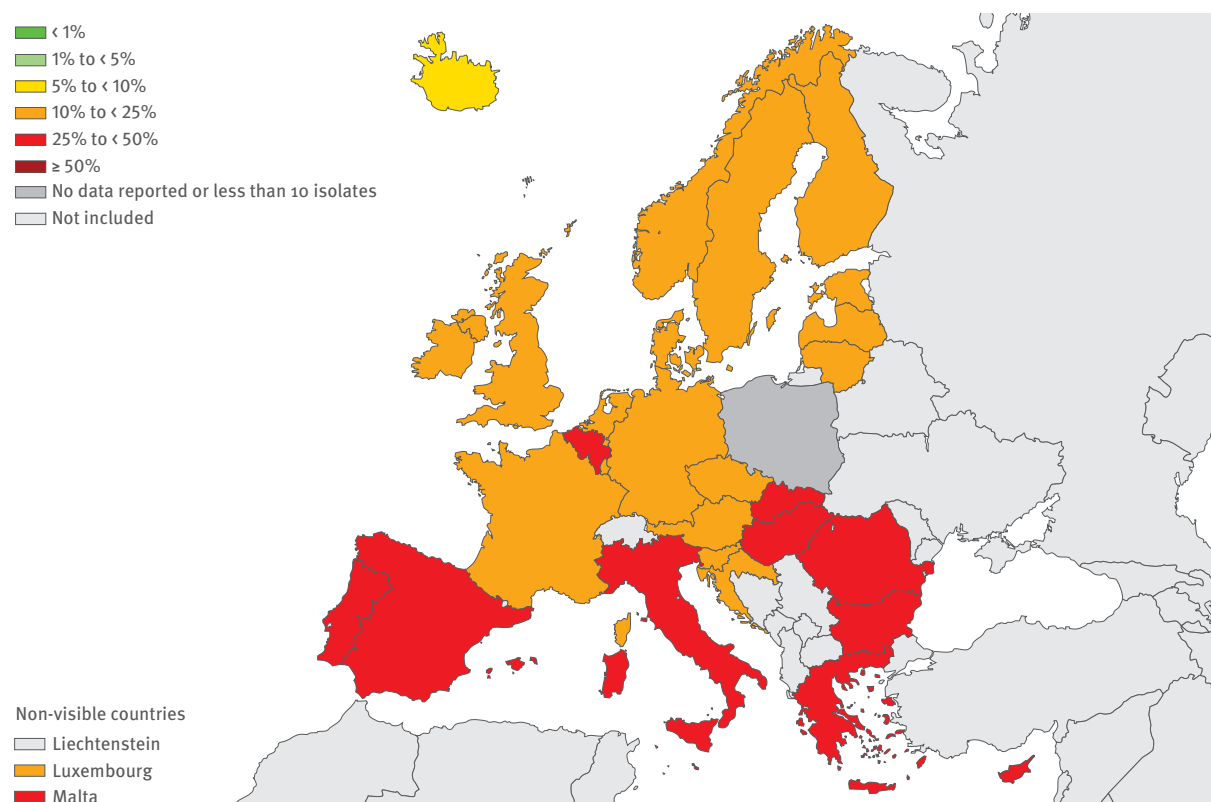 < 1%
1% to < 5%
5% to < 10%
10% to < 25%
25% to < 50%
≥ 50%
No data reported or less than 10 isolates
Not included
Non-visible countries
Liechtenstein
Luxembourg
Malta